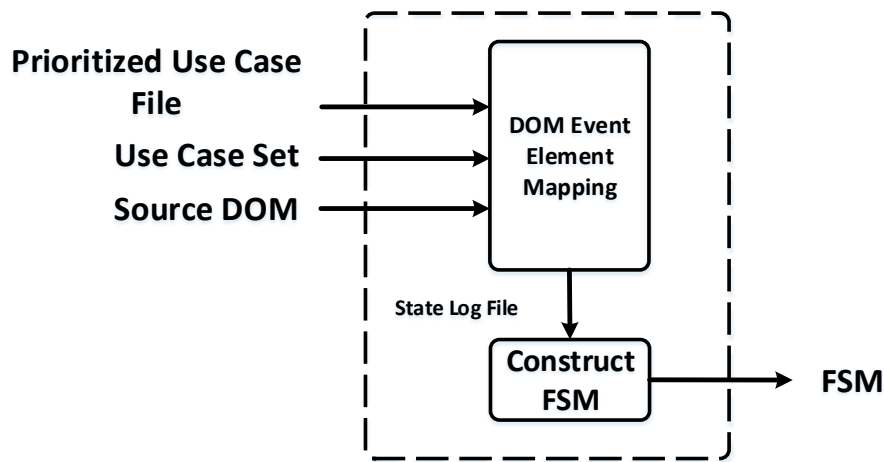 Prioritized Use Case
File
Use Case Set
Source DOM
DOM Event
Element
Mapping
State Log File
Construct
FSM
FSM